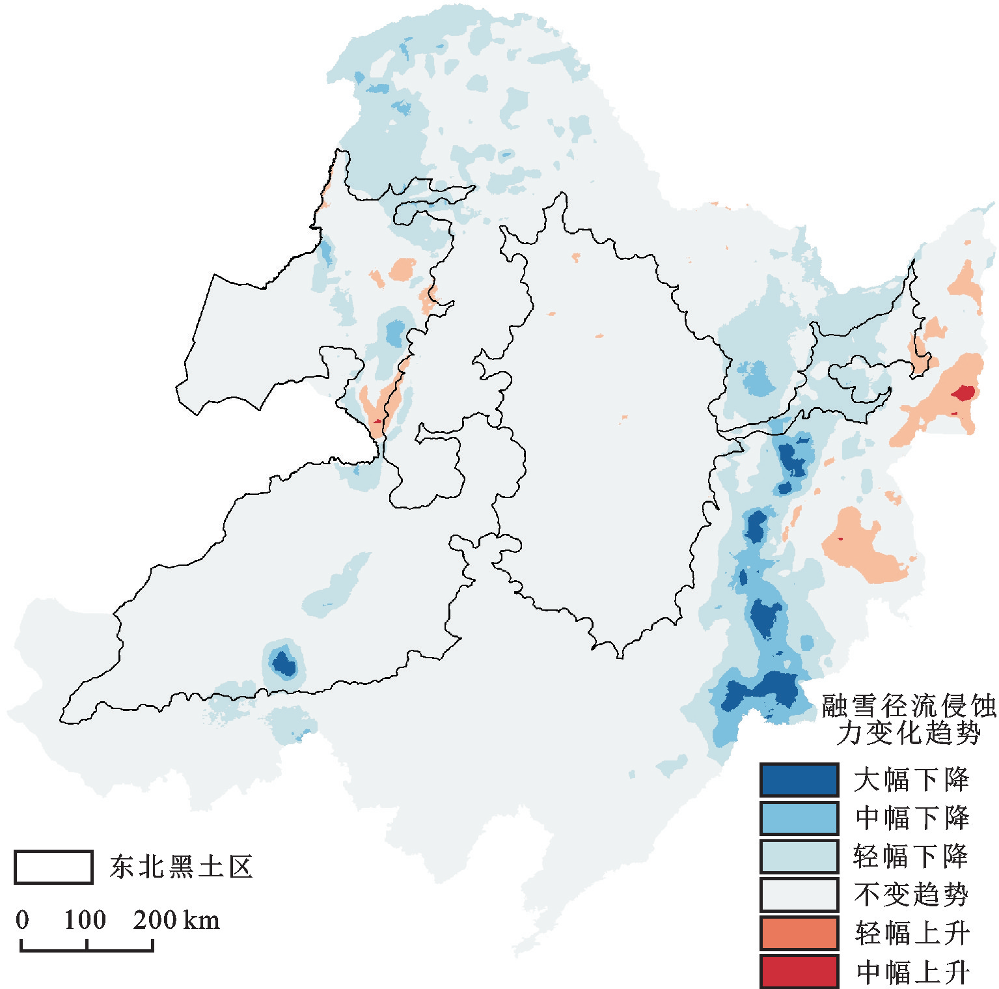 融雪径流侵蚀
力变化趋势
大幅下降
中幅下降
轻幅下降
不变趋势
轻幅上升
中幅上升
东北黑土区
0 100 200 km